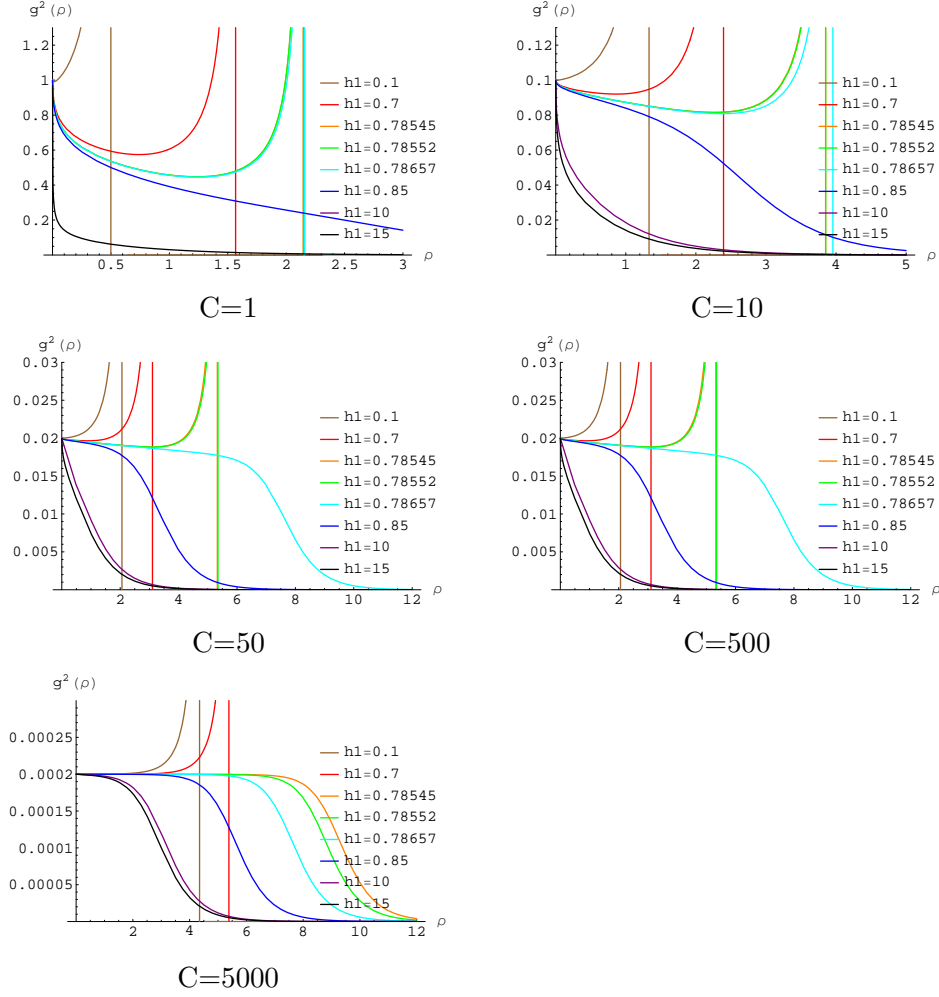 g² (ρ)
1.2
1
0.8
0.6
0.4
0.2
0.5
1
1.5
2
2.5
3
ρ
h1=0.1
h1=0.7
h1=0.78545
h1=0.78552
h1=0.78657
h1=0.85
h1=10
h1=15
C=1
g² (ρ)
0.12
0.1
0.08
0.06
0.04
0.02
1
2
3
4
5
ρ
h1=0.1
h1=0.7
h1=0.78545
h1=0.78552
h1=0.78657
h1=0.85
h1=10
h1=15
C=10
g² (ρ)
0.03
0.025
0.02
0.015
0.01
0.005
2
4
6
8
10
12
ρ
h1=0.1
h1=0.7
h1=0.78545
h1=0.78552
h1=0.78657
h1=0.85
h1=10
h1=15
C=50
g² (ρ)
0.03
0.025
0.02
0.015
0.01
0.005
2
4
6
8
10
12
ρ
h1=0.1
h1=0.7
h1=0.78545
h1=0.78552
h1=0.78657
h1=0.85
h1=10
h1=15
C=500
g² (ρ)
0.00025
0.0002
0.00015
0.0001
0.00005
2
4
6
8
10
12
ρ
h1=0.1
h1=0.7
h1=0.78545
h1=0.78552
h1=0.78657
h1=0.85
h1=10
h1=15
C=5000